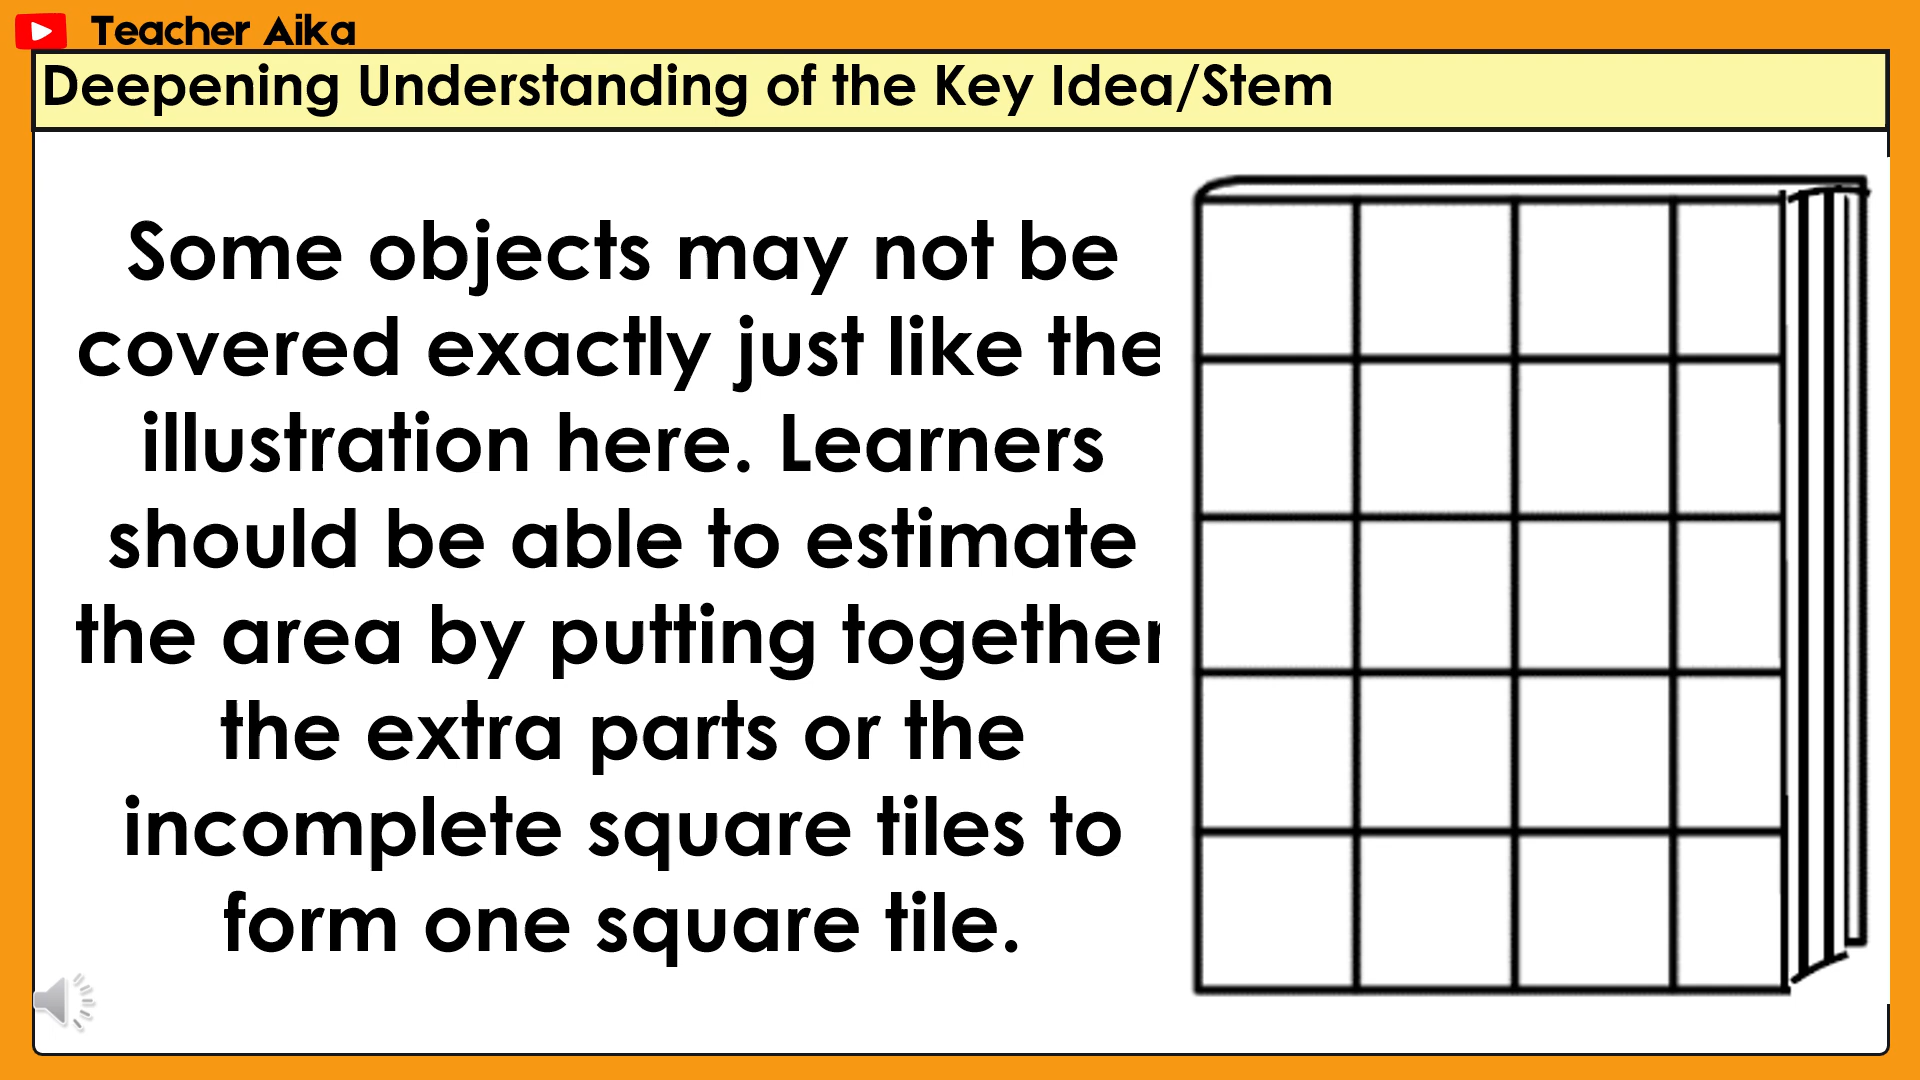 Teacher Aika
Deepening Understanding of the Key Idea/Stem
Some objects may not be
covered exactly just like the
illustration here. Learners
should be able to estimate
the area by putting together
the extra parts or the
incomplete square tiles to
form one square tile.